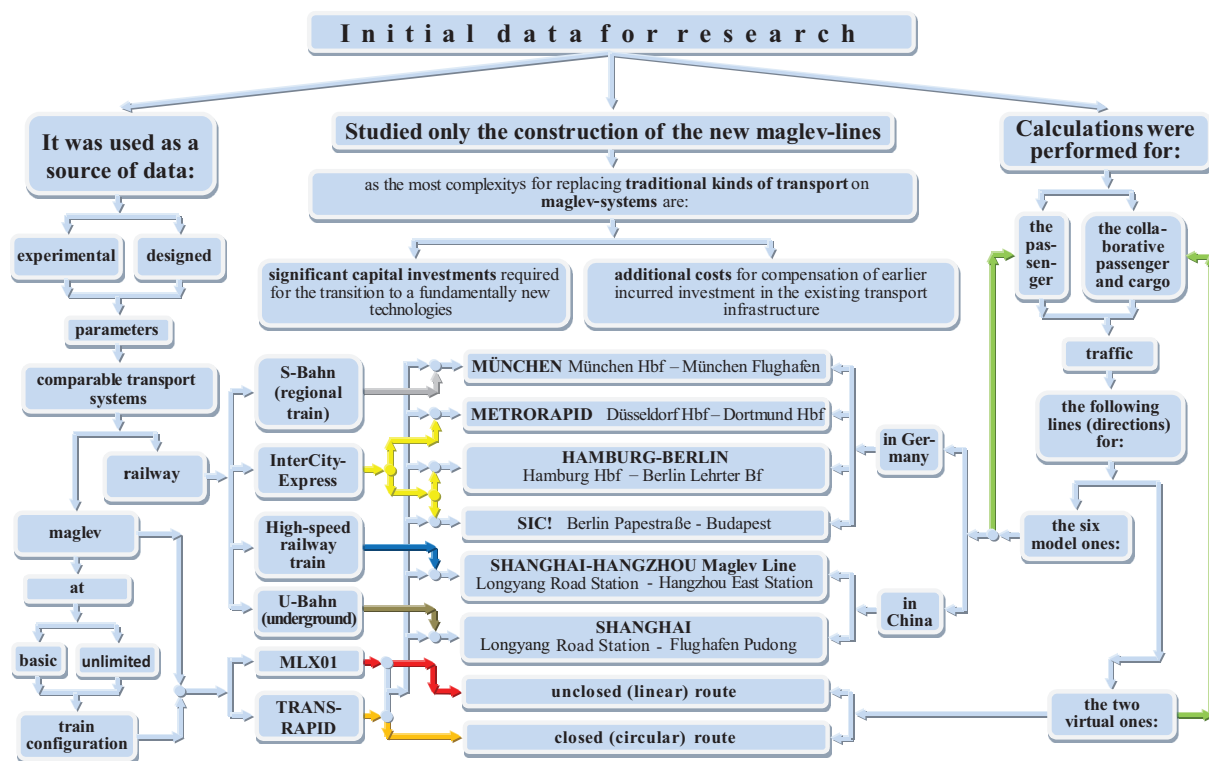 Initial data for research
It was used as a
source of data:
experimental
designed
parameters
comparable transport
systems
railway
maglev
at
basic
unlimited
train
configuration
Studied only the construction of the new maglev-lines
as the most complexitys for replacing traditional kinds of transport on
maglev-systems are:
significant capital investments required
for the transition to a fundamentally new
technologies
additional costs for compensation of earlier
incurred investment in the existing transport
infrastructure
S-Bahn
(regional
train)
InterCity-
Express
High-speed
railway
train
U-Bahn
(underground)
MLX01
TRANS-
RAPID
MÜNCHEN München Hbf – München Flughafen
METRORAPID Düsseldorf Hbf – Dortmund Hbf
HAMBURG-BERLIN
Hamburg Hbf – Berlin Lehrter Bf
SIC! Berlin Papestraße - Budapest
SHANGHAI-HANGZHOU Maglev Line
Longyang Road Station - Hangzhou East Station
SHANGHAI
Longyang Road Station - Flughafen Pudong
unclosed (linear) route
closed (circular) route
in Ger-
many
in
China
Calculations were
performed for:
the
pas-
sen-
ger
the colla-
borative
passenger
and cargo
traffic
the following
lines (directions)
for:
the six
model ones:
the two
virtual ones: